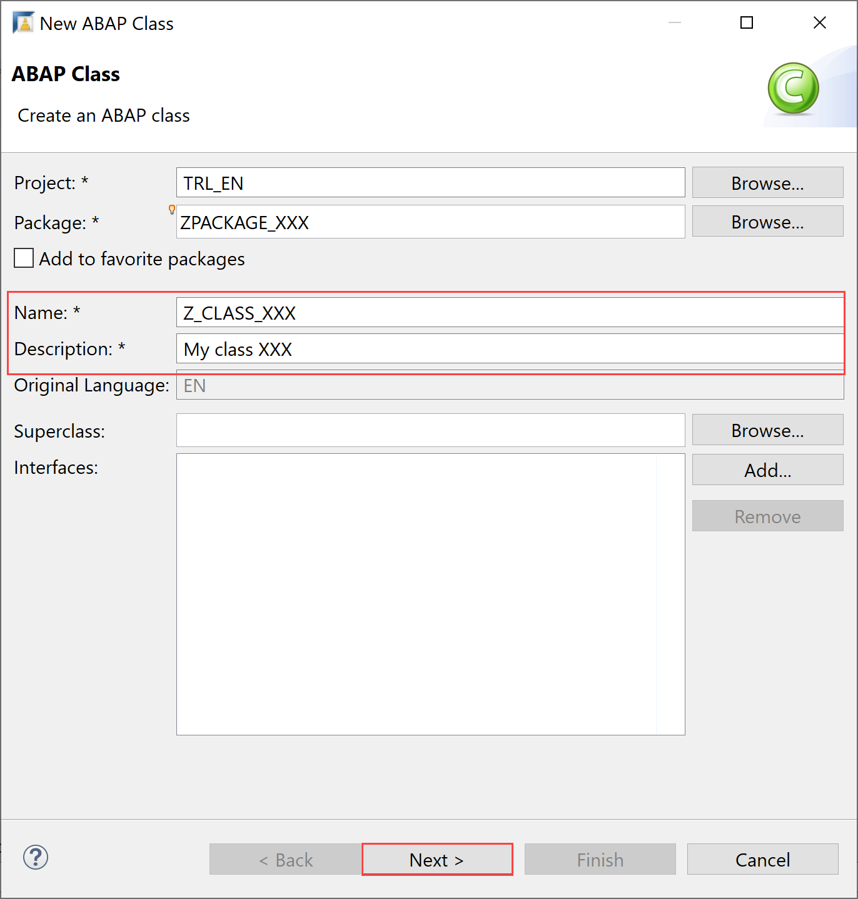 New ABAP Class
ABAP Class
C
Create an ABAP class
Project: * TRL_EN Browse...
Package: * ZPACKAGE_XXX Browse...
Add to favorite packages
Name: * Z_CLASS_XXX
Description: * My class XXX
Original Language: EN
Superclass: Browse...
Interfaces: Add...
Remove
? < Back Next > Finish Cancel